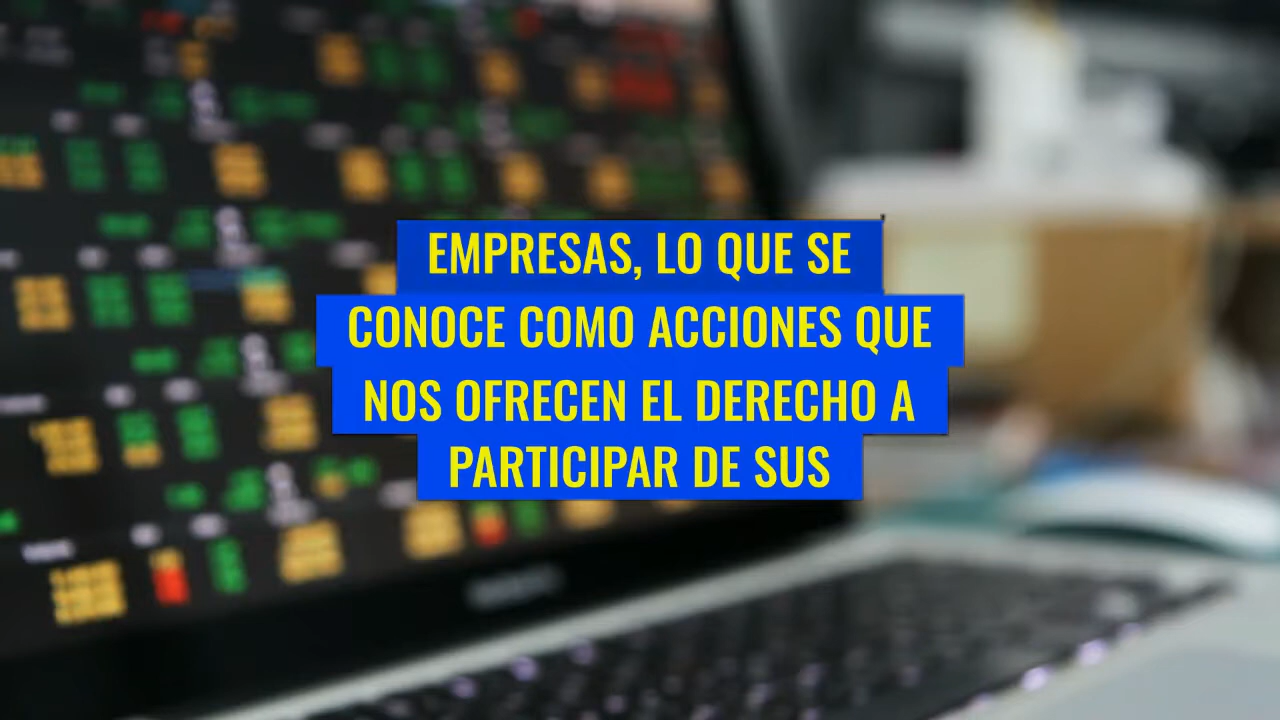 EMPRESAS, LO QUE SE
CONOCE COMO ACCIONES QUE
NOS OFRECEN EL DERECHO A
PARTICIPAR DE SUS